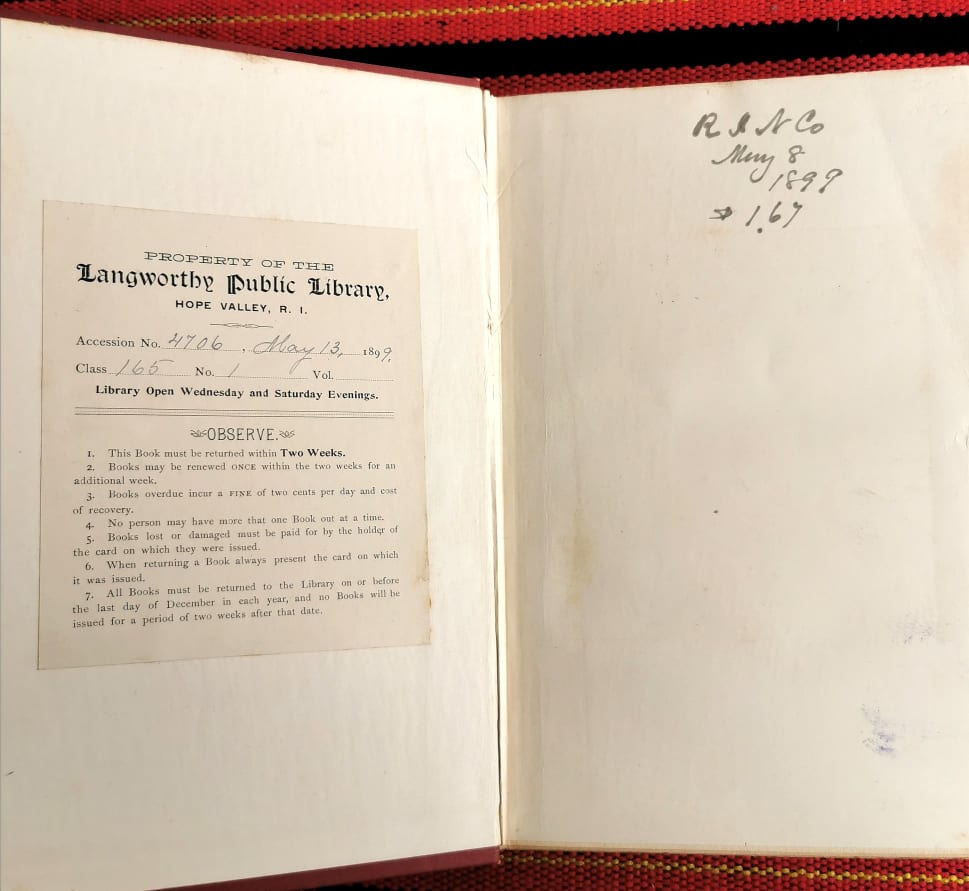 PROPERTY OF THE
Langworthy Public Library,
HOPE VALLEY, R. I.
Accession No. 4706, May 13, 1899.
Class 165 No. 1 Vol.
Library Open Wednesday and Saturday Evenings.
OBSERVE.
1. This Book must be returned within Two Weeks.
2. Books may be renewed ONCE within the two weeks for an
additional week.
3. Books overdue incur a FINE of two cents per day and cost
of recovery.
4. No person may have more that one Book out at a time.
5. Books lost or damaged must be paid for by the holder of
the card on which they were issued.
6. When returning a Book always present the card on which
it was issued.
7. All Books must be returned to the Library on or before
the last day of December in each year, and no Books will be
issued for a period of two weeks after that date.
R I N Co
May 8
1899
1.67